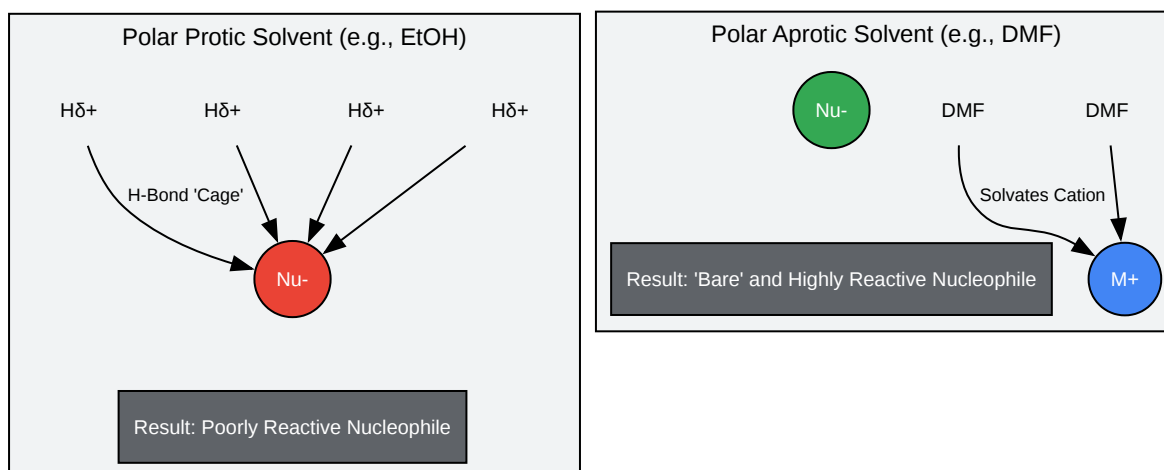 Polar Protic Solvent (e.g., EtOH)
Hδ+
Hδ+
Hδ+
Hδ+
H-Bond 'Cage'
Nu-
Result: Poorly Reactive Nucleophile
Polar Aprotic Solvent (e.g., DMF)
Nu-
DMF
DMF
Solvates Cation
Result: 'Bare' and Highly Reactive Nucleophile
M+